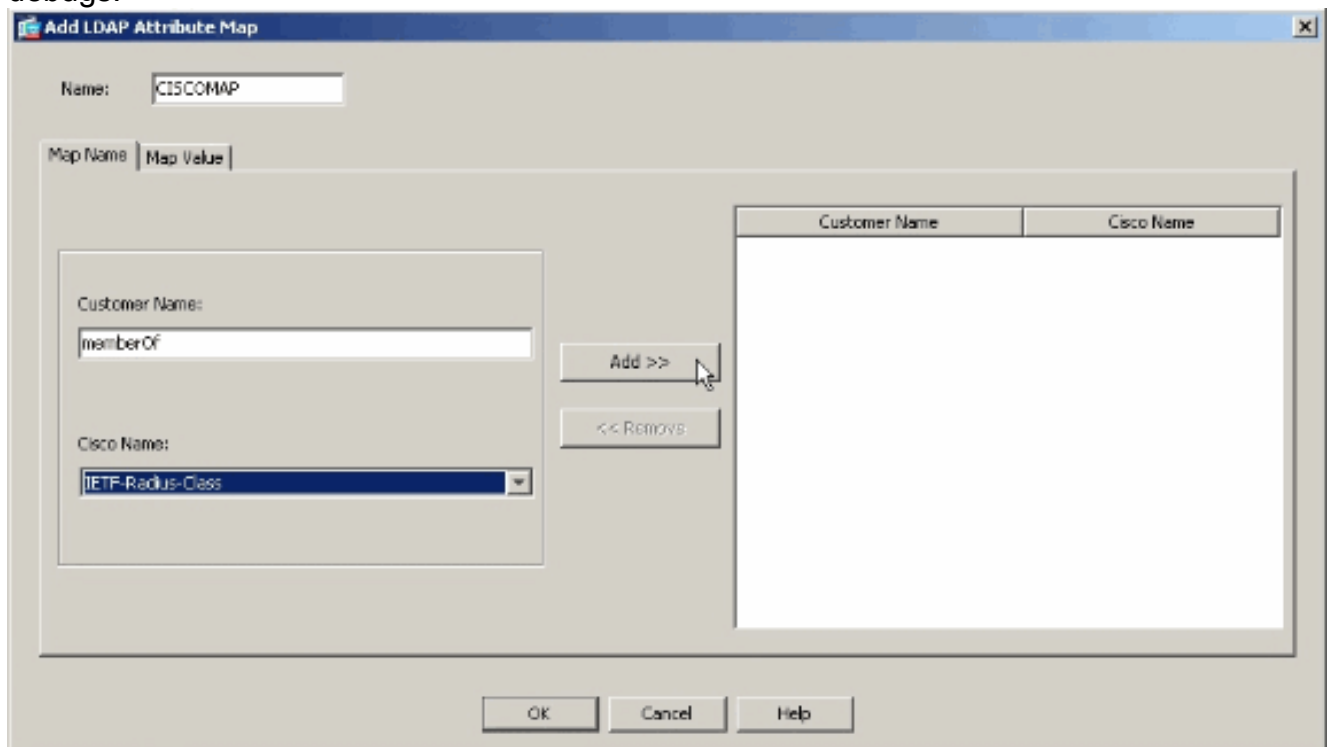 debugs.
Add LDAP Attribute Map
Name: CISCOMAP
Map Name Map Value
Customer Name Cisco Name
Customer Name:
memberOf
Add >>
<< Remove
Cisco Name:
IETF-Radius-Class
OK Cancel Help